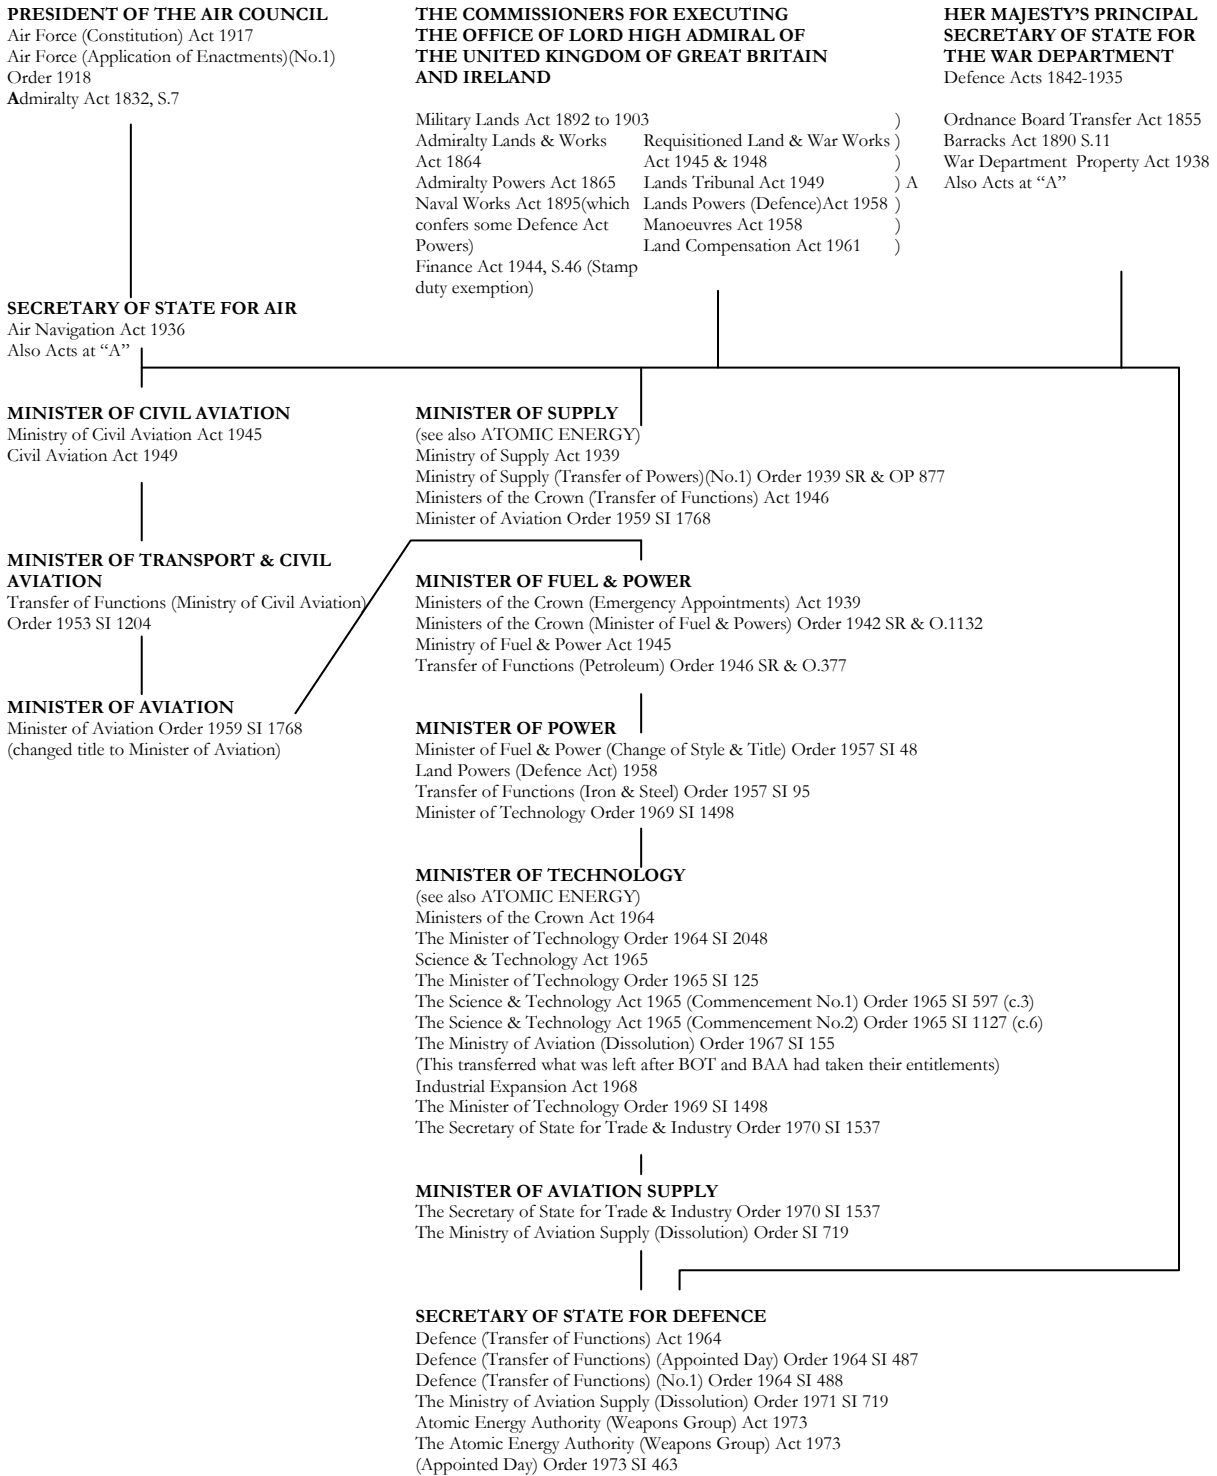 PRESIDENT OF THE AIR COUNCIL
Air Force (Constitution) Act 1917
Air Force (Application of Enactments)(No.1)
Order 1918
Admiralty Act 1832, S.7
THE COMMISSIONERS FOR EXECUTING
THE OFFICE OF LORD HIGH ADMIRAL OF
THE UNITED KINGDOM OF GREAT BRITAIN
AND IRELAND
Military Lands Act 1892 to 1903 )
Admiralty Lands & Works Requisitioned Land & War Works )
Act 1864 Act 1945 & 1948 )
Admiralty Powers Act 1865 Lands Tribunal Act 1949 ) A
Naval Works Act 1895(which Lands Powers (Defence)Act 1958 )
confers some Defence Act Manoeuvres Act 1958 )
Powers) Land Compensation Act 1961 )
Finance Act 1944, S.46 (Stamp
duty exemption)
HER MAJESTY'S PRINCIPAL
SECRETARY OF STATE FOR
THE WAR DEPARTMENT
Defence Acts 1842-1935
Ordnance Board Transfer Act 1855
Barracks Act 1890 S.11
War Department Property Act 1938
Also Acts at “A”
SECRETARY OF STATE FOR AIR
Air Navigation Act 1936
Also Acts at “A”
MINISTER OF CIVIL AVIATION
Ministry of Civil Aviation Act 1945
Civil Aviation Act 1949
MINISTER OF TRANSPORT & CIVIL
AVIATION
Transfer of Functions (Ministry of Civil Aviation)
Order 1953 SI 1204
MINISTER OF AVIATION
Minister of Aviation Order 1959 SI 1768
(changed title to Minister of Aviation)
MINISTER OF SUPPLY
(see also ATOMIC ENERGY)
Ministry of Supply Act 1939
Ministry of Supply (Transfer of Powers)(No.1) Order 1939 SR & OP 877
Ministers of the Crown (Transfer of Functions) Act 1946
Minister of Aviation Order 1959 SI 1768
MINISTER OF FUEL & POWER
Ministers of the Crown (Emergency Appointments) Act 1939
Ministers of the Crown (Minister of Fuel & Powers) Order 1942 SR & O.1132
Ministry of Fuel & Power Act 1945
Transfer of Functions (Petroleum) Order 1946 SR & O.377
MINISTER OF POWER
Minister of Fuel & Power (Change of Style & Title) Order 1957 SI 48
Land Powers (Defence Act) 1958
Transfer of Functions (Iron & Steel) Order 1957 SI 95
Minister of Technology Order 1969 SI 1498
MINISTER OF TECHNOLOGY
(see also ATOMIC ENERGY)
Ministers of the Crown Act 1964
The Minister of Technology Order 1964 SI 2048
Science & Technology Act 1965
The Minister of Technology Order 1965 SI 125
The Science & Technology Act 1965 (Commencement No.1) Order 1965 SI 597 (c.3)
The Science & Technology Act 1965 (Commencement No.2) Order 1965 SI 1127 (c.6)
The Ministry of Aviation (Dissolution) Order 1967 SI 155
(This transferred what was left after BOT and BAA had taken their entitlements)
Industrial Expansion Act 1968
The Minister of Technology Order 1969 SI 1498
The Secretary of State for Trade & Industry Order 1970 SI 1537
MINISTER OF AVIATION SUPPLY
The Secretary of State for Trade & Industry Order 1970 SI 1537
The Ministry of Aviation Supply (Dissolution) Order SI 719
SECRETARY OF STATE FOR DEFENCE
Defence (Transfer of Functions) Act 1964
Defence (Transfer of Functions) (Appointed Day) Order 1964 SI 487
Defence (Transfer of Functions) (No.1) Order 1964 SI 488
The Ministry of Aviation Supply (Dissolution) Order 1971 SI 719
Atomic Energy Authority (Weapons Group) Act 1973
The Atomic Energy Authority (Weapons Group) Act 1973
(Appointed Day) Order 1973 SI 463